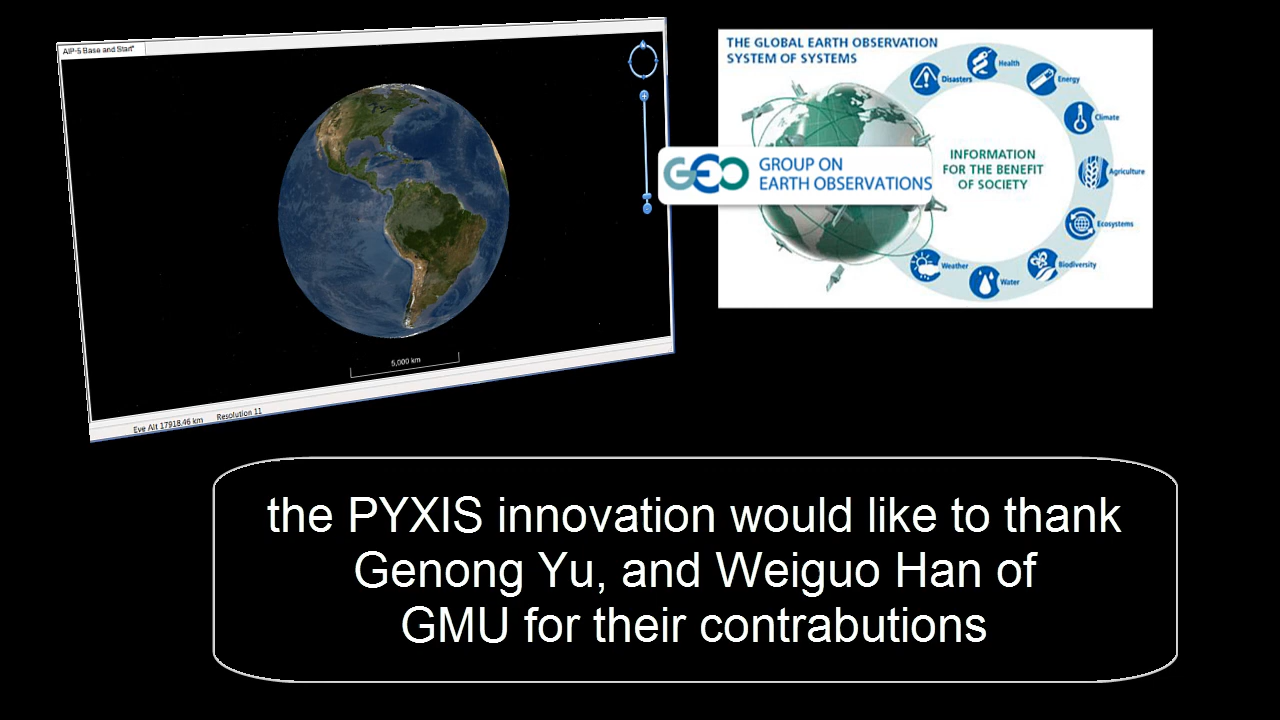 AIP-5 Base and Start*
5,000 km
Eye Alt 17918.46 km
Resolution 11
THE GLOBAL EARTH OBSERVATION
SYSTEM OF SYSTEMS
Disasters
Health
Energy
Climate
Agriculture
Ecosystems
Biodiversity
Water
Weather
INFORMATION
FOR THE BENEFIT
OF SOCIETY
GEO
GROUP ON
EARTH OBSERVATIONS
the PYXIS innovation would like to thank
Genong Yu, and Weiguo Han of
GMU for their contrabutions